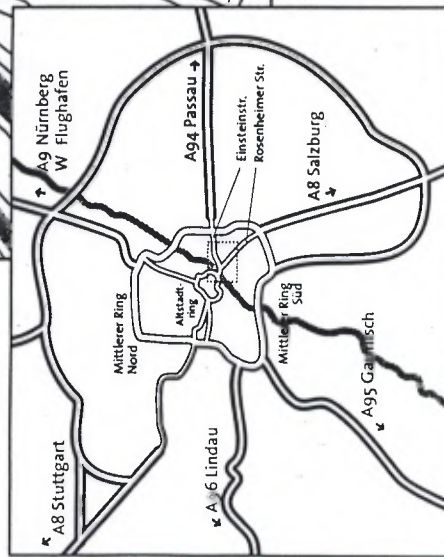 A9 Nürnberg
W Flughafen
A94 Passau
Einsteinstr.
Rosenheimer Str.
A8 Salzburg
Mittlerer Ring
Nord
Altstadt-
ring
Mittlerer Ring
Süd
A8 Stuttgart
Lindau
A95